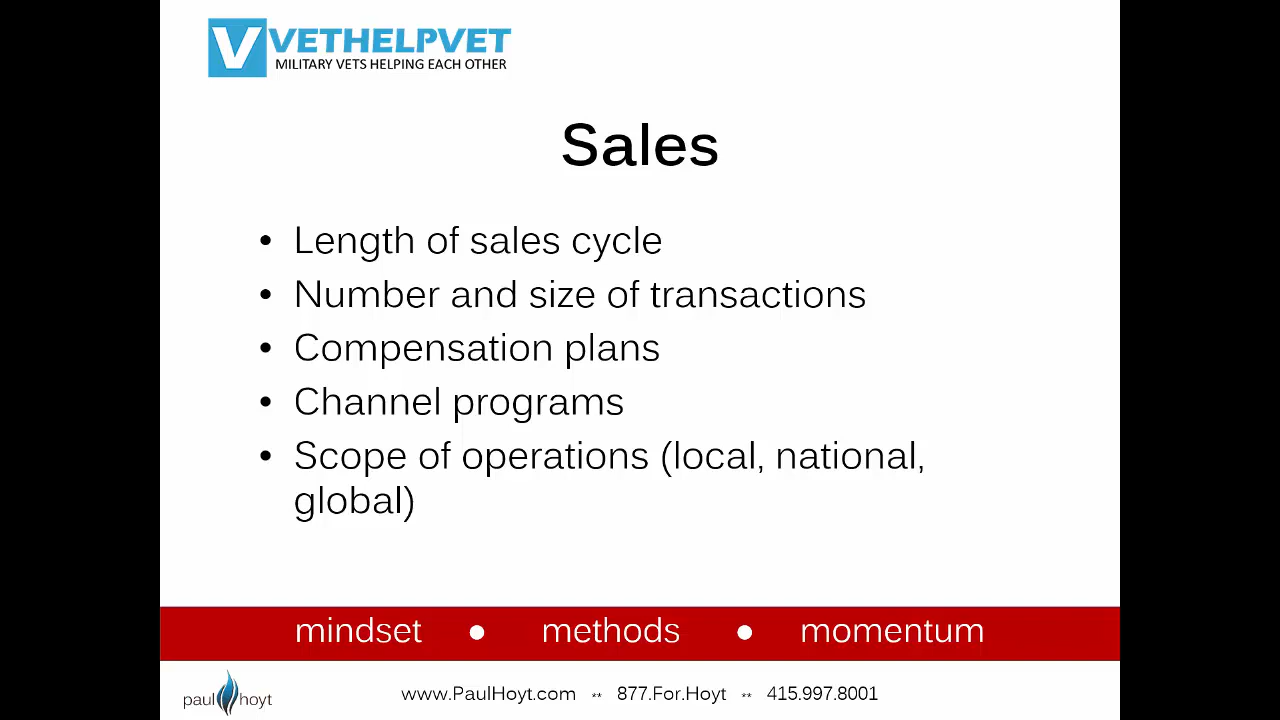 V VETHELPVET
MILITARY VETS HELPING EACH OTHER
Sales
• Length of sales cycle
• Number and size of transactions
• Compensation plans
• Channel programs
• Scope of operations (local, national,
global)
mindset ● methods ● momentum
paul hoyt www.PaulHoyt.com ** 877.For.Hoyt ** 415.997.8001